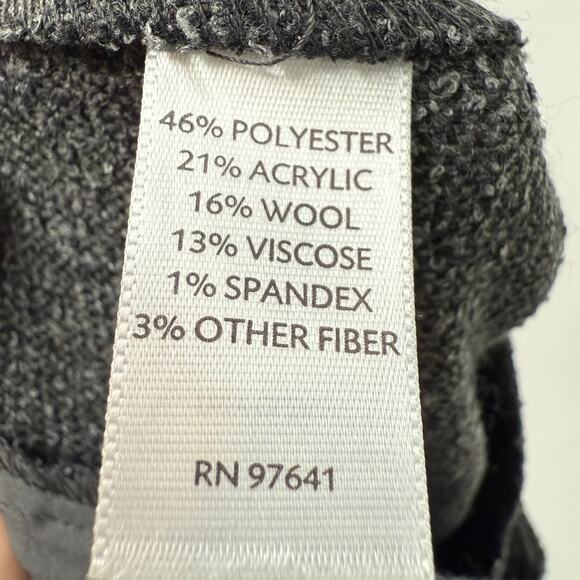 46% POLYESTER
21% ACRYLIC
16% WOOL
13% VISCOSE
1% SPANDEX
3% OTHER FIBER
RN 97641